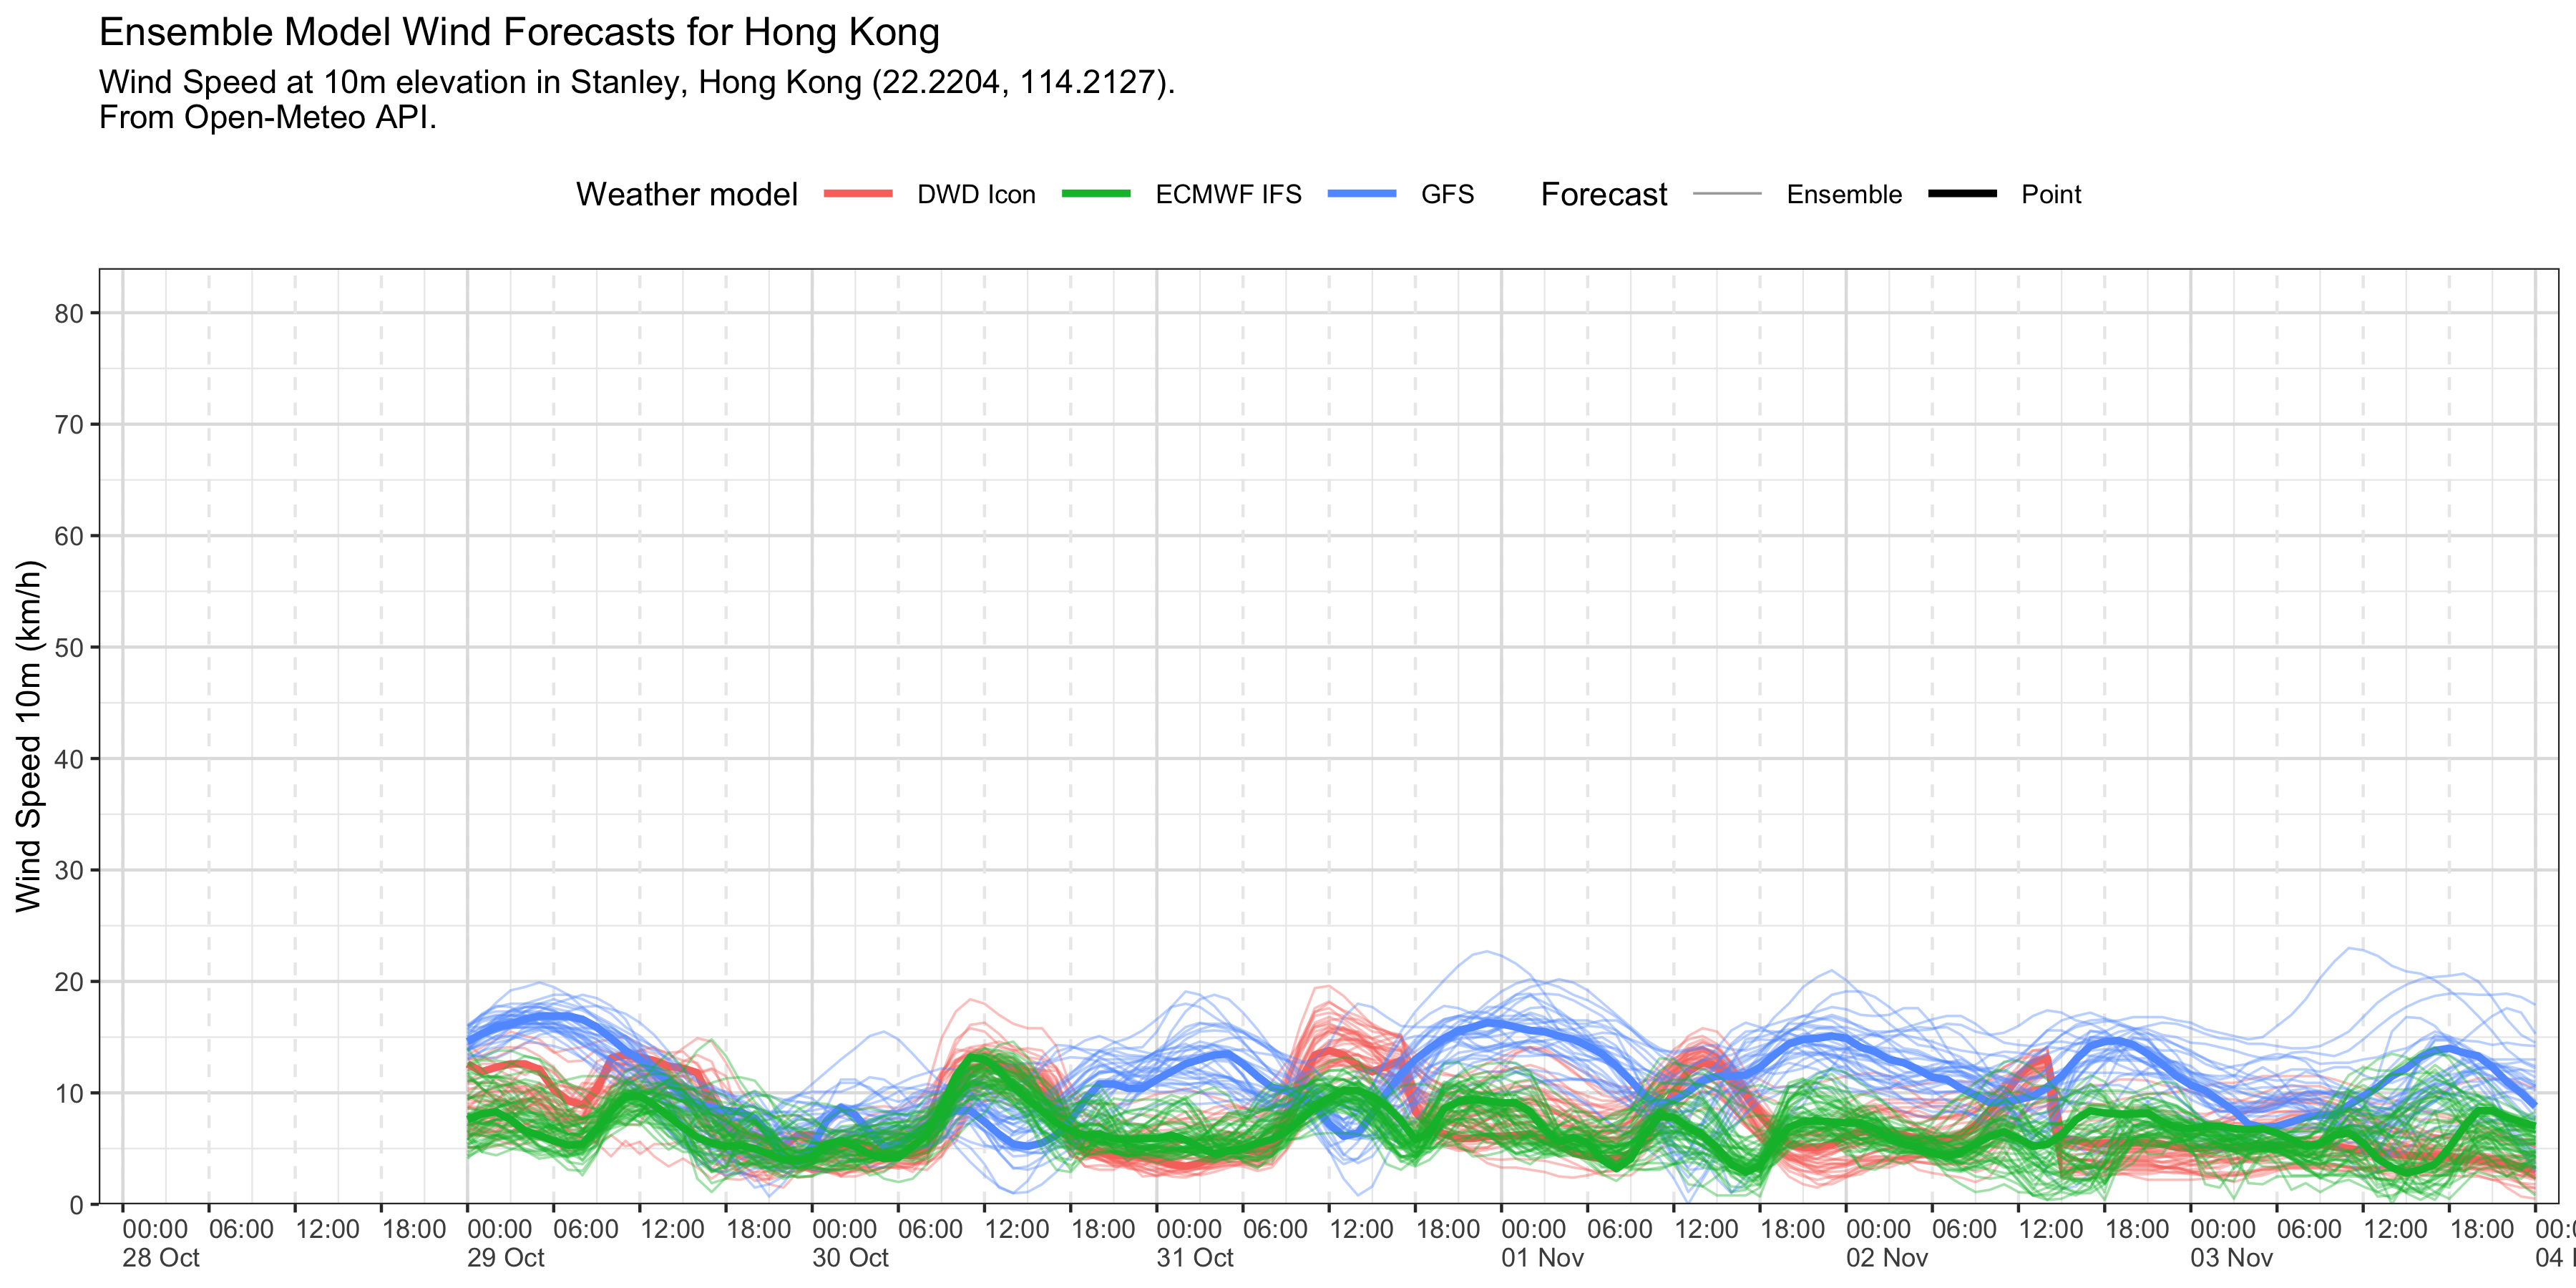 Ensemble Model Wind Forecasts for Hong Kong
Wind Speed at 10m elevation in Stanley, Hong Kong (22.2204, 114.2127).
From Open-Meteo API.
Weather model DWD Icon ECMWF IFS GFS Forecast Ensemble Point
Wind Speed 10m (km/h)
80
70
60
50
40
30
20
10
0
00:00 06:00 12:00 18:00 00:00 06:00 12:00 18:00 00:00 06:00 12:00 18:00 00:00 06:00 12:00 18:00 00:00 06:00 12:00 18:00 00:00 06:00 12:00 18:00 00:00 06:00 12:00 18:00
28 Oct 29 Oct 30 Oct 31 Oct 01 Nov 02 Nov 03 Nov 04